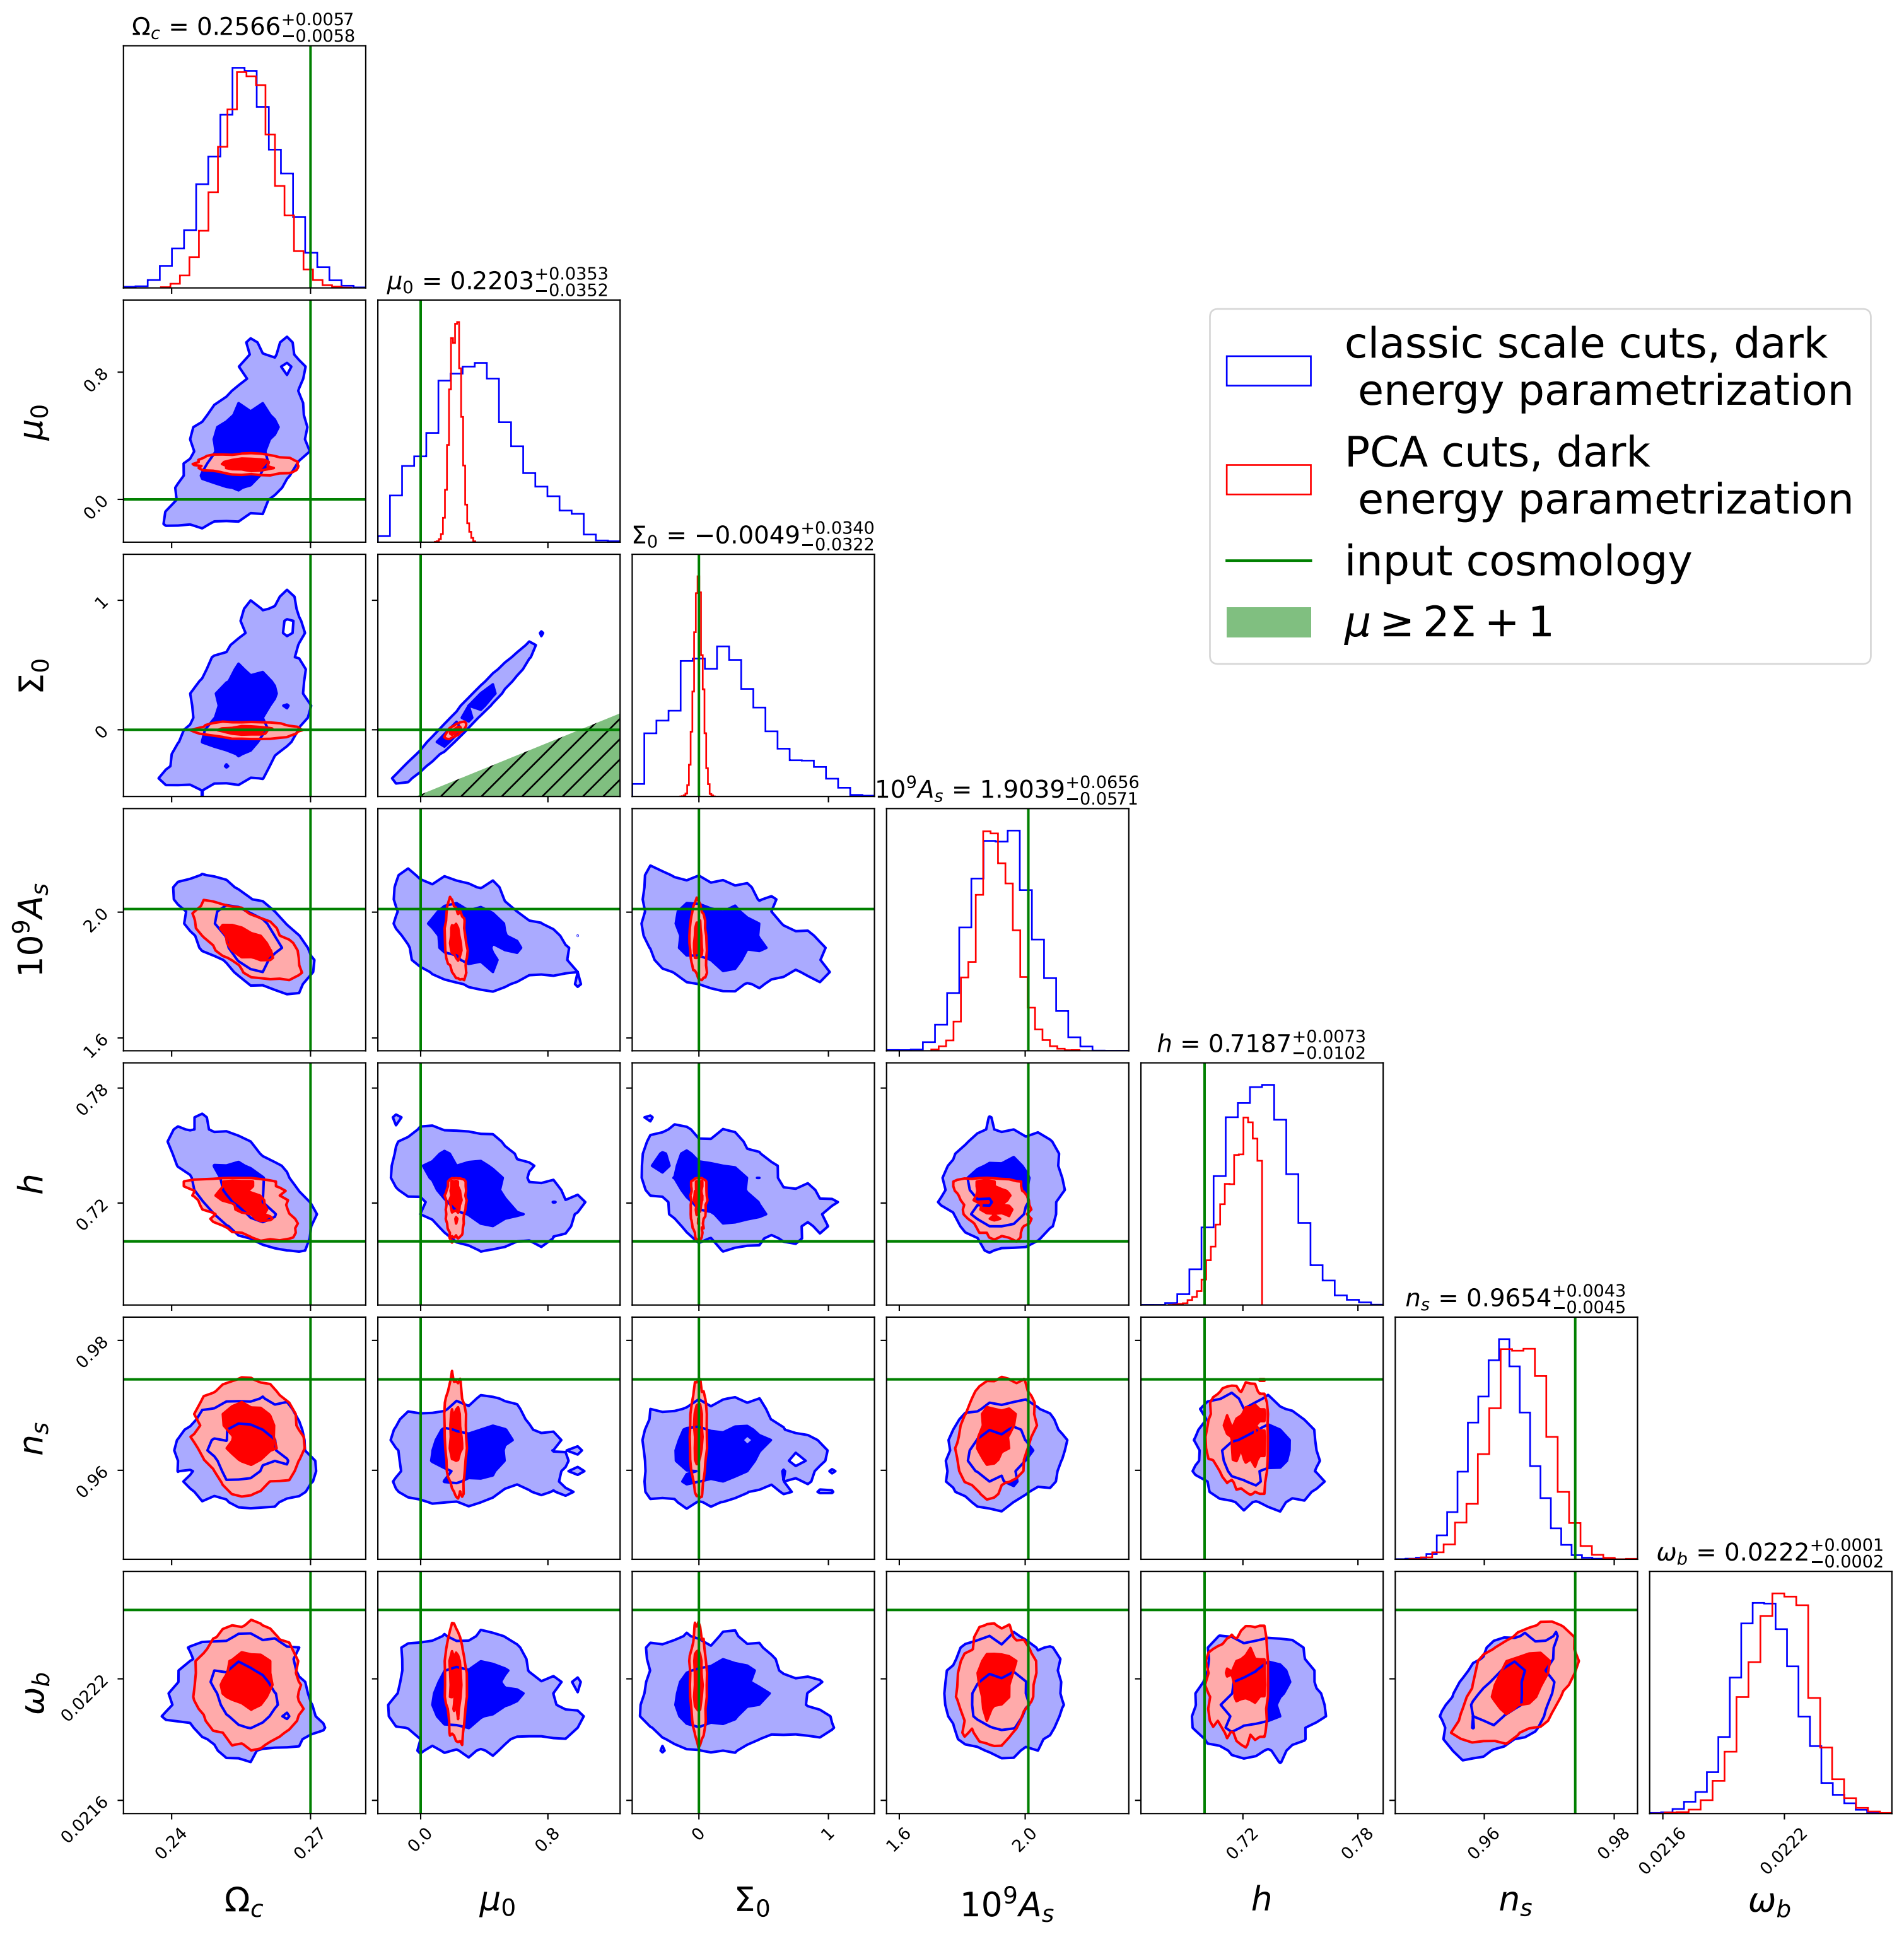 Ω_c = 0.2566^{+0.0057}_{−0.0058}
μ_0 = 0.2203^{+0.0353}_{−0.0352}
classic scale cuts, dark
energy parametrization
PCA cuts, dark
energy parametrization
input cosmology
μ ≥ 2Σ + 1
0.8
0.0
μ_0
Σ_0 = −0.0049^{+0.0340}_{−0.0322}
1
0
Σ_0
10^9A_s = 1.9039^{+0.0656}_{−0.0571}
2.0
1.6
10^9A_s
h = 0.7187^{+0.0073}_{−0.0102}
0.78
0.72
h
n_s = 0.9654^{+0.0043}_{−0.0045}
0.98
0.96
n_s
ω_b = 0.0222^{+0.0001}_{−0.0002}
0.0222
0.0216
ω_b
0.24 0.27 0.0 0.8 0 1 1.6 2.0 0.72 0.78 0.96 0.98 0.0216 0.0222
Ω_c μ_0 Σ_0 10^9A_s h n_s ω_b